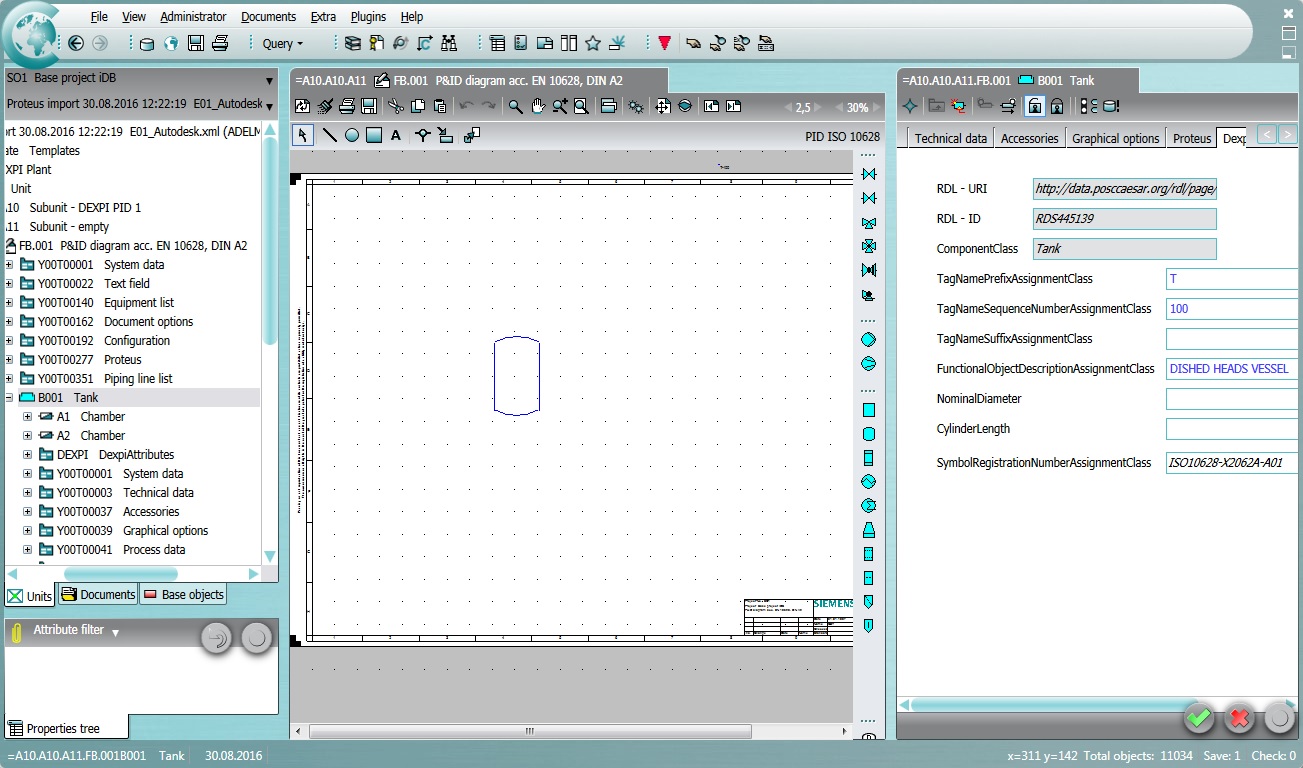 File View Administrator Documents Extra Plugins Help
Query
SO1 Base project iDB
Proteus import 30.08.2016 12:22:19 E01_Autodesk
rt 30.08.2016 12:22:19 E01_Autodesk.xml (ADELM
ate Templates
XPI Plant
Unit
.10 Subunit - DEXPI PID 1
.11 Subunit - empty
FB.001 P&ID diagram acc. EN 10628, DIN A2
Y00T00001 System data
Y00T00022 Text field
Y00T00140 Equipment list
Y00T00162 Document options
Y00T00192 Configuration
Y00T00277 Proteus
Y00T00351 Piping line list
B001 Tank
A1 Chamber
A2 Chamber
DEXPI DexpiAttributes
Y00T00001 System data
Y00T00003 Technical data
Y00T00037 Accessories
Y00T00039 Graphical options
Y00T00041 Process data
Units Documents Base objects
Attribute filter
Properties tree
=A10.A10.A11 FB.001 P&ID diagram acc. EN 10628, DIN A2
2,5 30%
A PID ISO 10628
SIEMENS
=A10.A10.A11.FB.001 B001 Tank
Technical data Accessories Graphical options Proteus Dexp
RDL - URI http://data.posccaesar.org/rdl/page/
RDL - ID RDS445139
ComponentClass Tank
TagNamePrefixAssignmentClass T
TagNameSequenceNumberAssignmentClass 100
TagNameSuffixAssignmentClass
FunctionalObjectDescriptionAssignmentClass DISHED HEADS VESSEL
NominalDiameter
CylinderLength
SymbolRegistrationNumberAssignmentClass ISO10628-X2062A-A01
=A10.A10.A11.FB.001B001 Tank 30.08.2016
x=311 y=142 Total objects: 11034 Save: 1 Check: 0